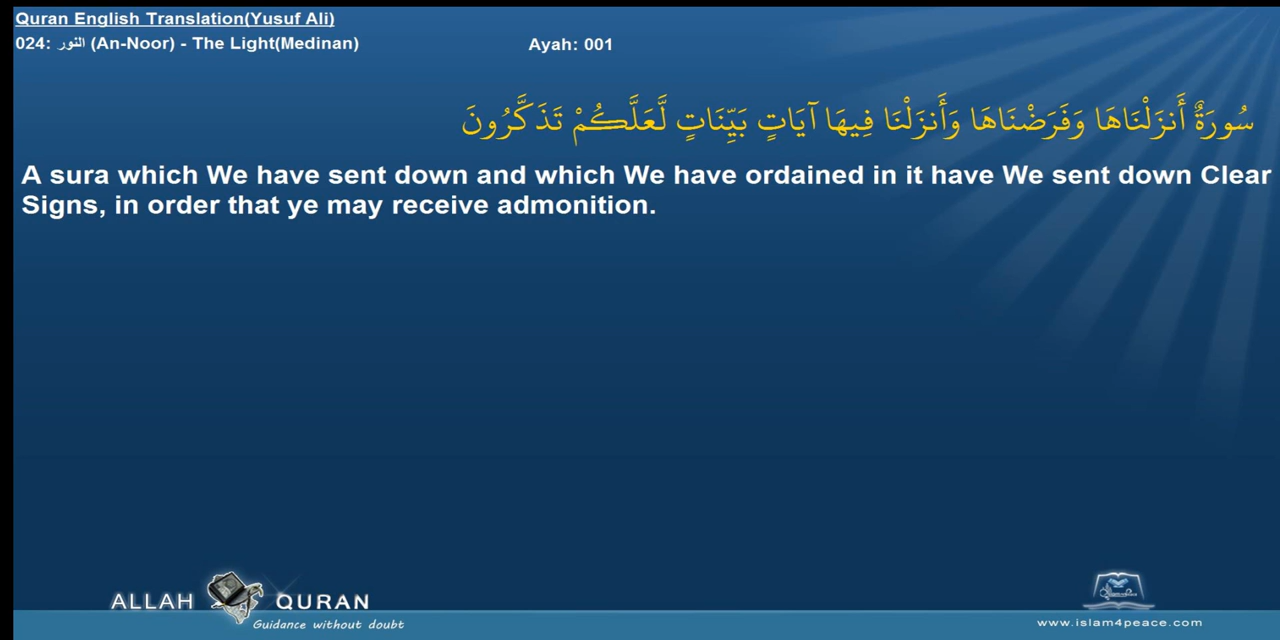 Quran English Translation(Yusuf Ali)
024: النور (An-Noor) - The Light(Medinan)
Ayah: 001
سُورَةٌ أَنزَلْنَاهَا وَفَرَضْنَاهَا وَأَنزَلْنَا فِيهَا آيَاتٍ بَيِّنَاتٍ لَّعَلَّكُمْ تَذَكَّرُونَ
A sura which We have sent down and which We have ordained in it have We sent down Clear
Signs, in order that ye may receive admonition.
ALLAH QURAN
Guidance without doubt
www.islam4peace.com